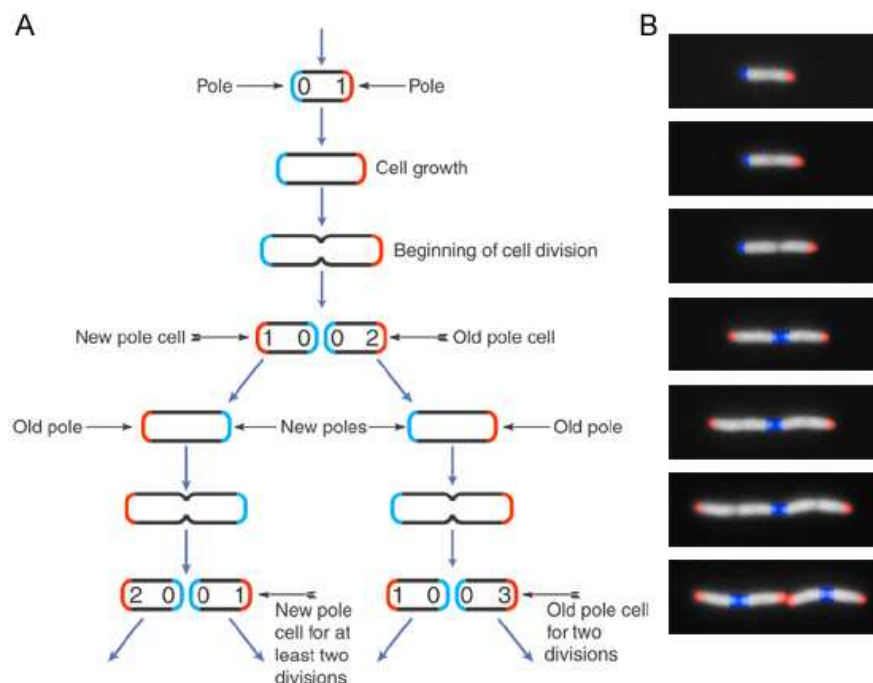 A
B
Pole
0 1
Pole
Cell growth
Beginning of cell division
New pole cell
1 0 0 2
Old pole cell
Old pole
New poles
Old pole
2 0 0 1
New pole
cell for at
least two
divisions
1 0 0 3
Old pole cell
for two
divisions